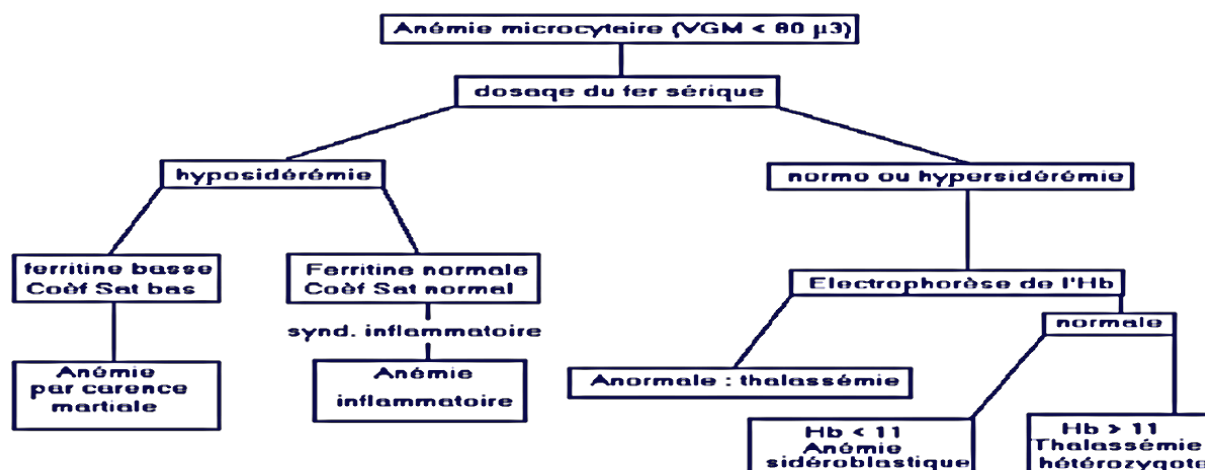 Anémie microcytaire (VGM < 80 µ3)
dosage du fer sérique
hyposidérémie
normo ou hypersidérémie
ferritine basse
Coèf Sat bas
Ferritine normale
Coèf Sat normal
Electrophorèse de l'Hb
synd. inflammatoire
normale
Anémie
par carence
martiale
Anémie
inflammatoire
Anormale : thalassémie
Hb < 11
Anémie
sidéroblastique
Hb > 11
Thalassémie
hétérozygote